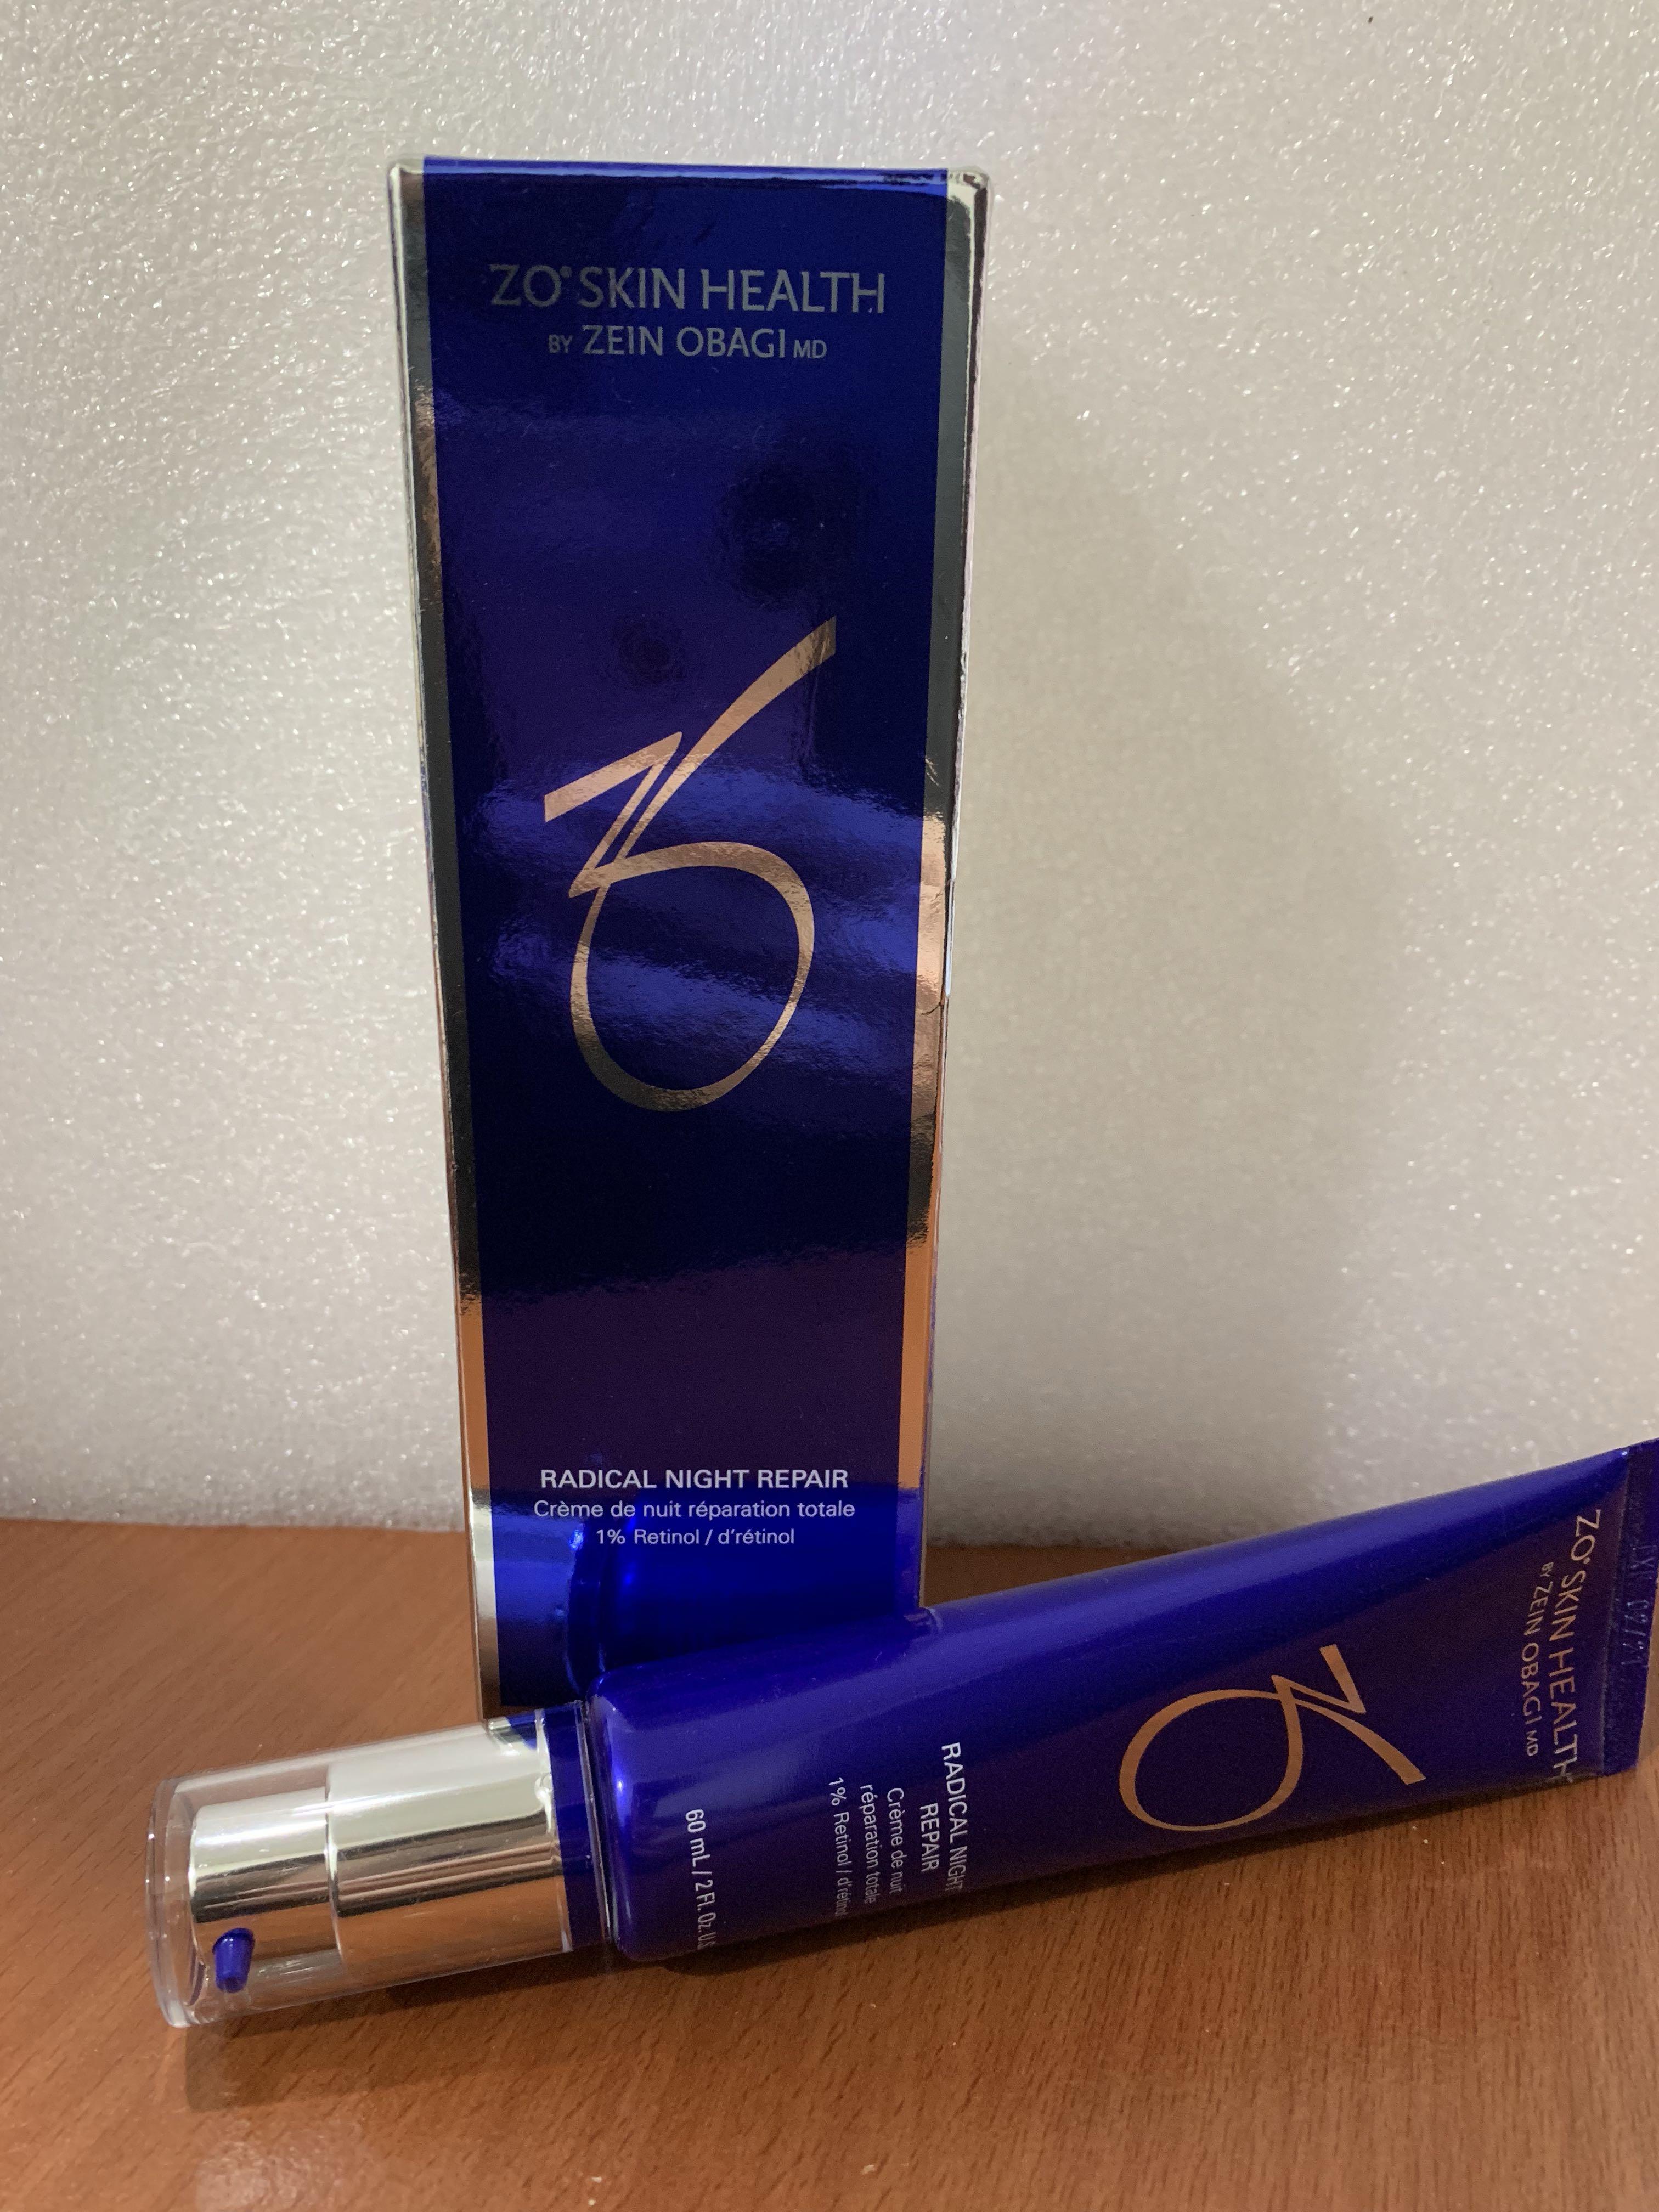 ZO® SKIN HEALTH
BY ZEIN OBAGI MD
RADICAL NIGHT REPAIR
Crème de nuit réparation totale
1% Retinol / d'rétinol
ZO® SKIN HEALTH
BY ZEIN OBAGI MD
RADICAL NIGHT
REPAIR
Crème de nuit
réparation totale
1% Retinol / d'rétinol
60 mL / 2 Fl. Oz. U.S